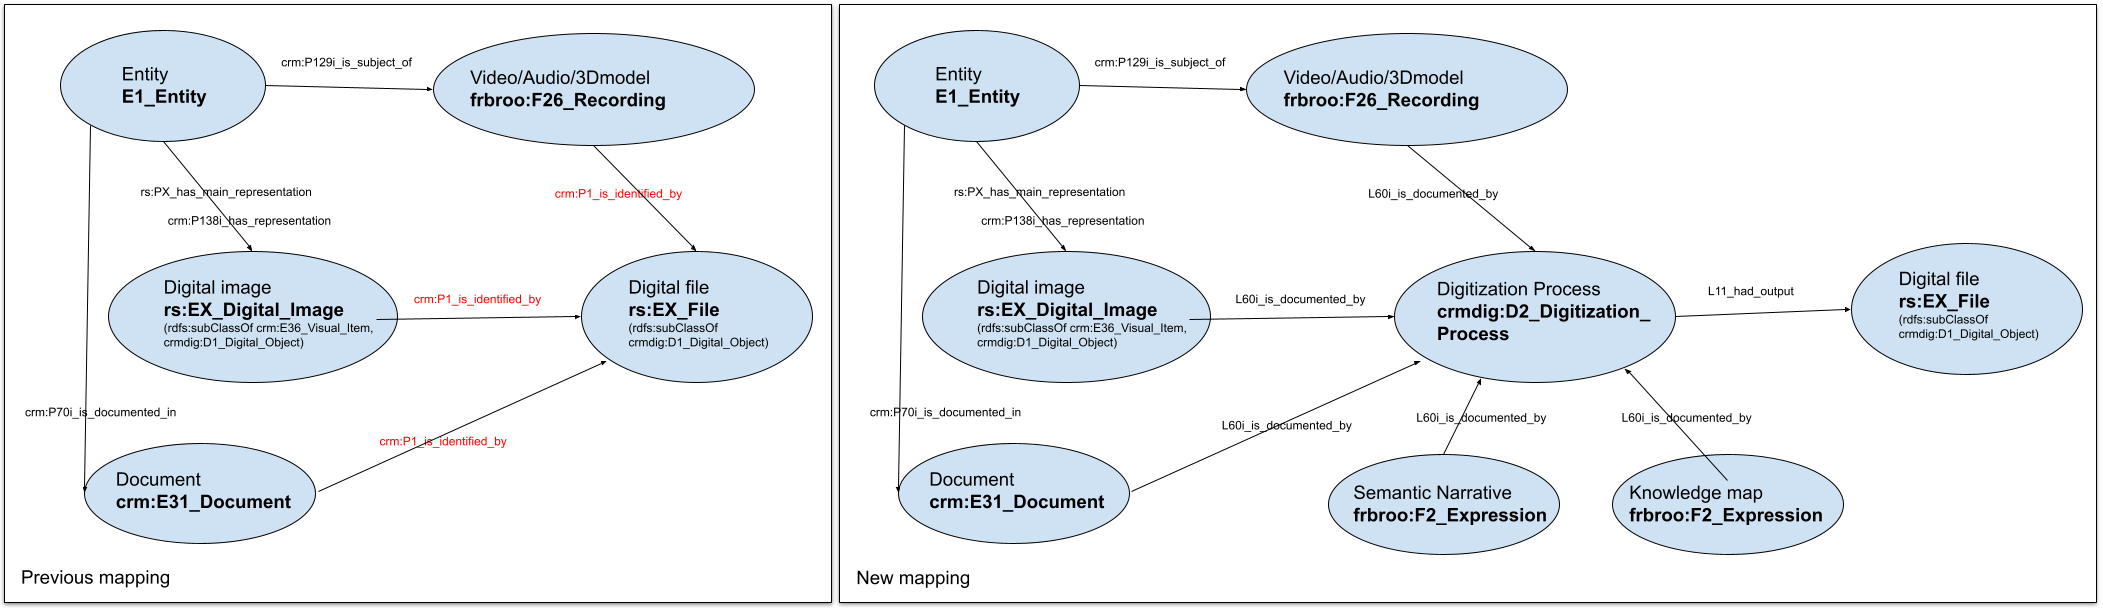 Entity
E1_Entity
crm:P129i_is_subject_of
Video/Audio/3Dmodel
frbroo:F26_Recording
rs:PX_has_main_representation
crm:P138i_has_representation
crm:P1_is_identified_by
Digital image
rs:EX_Digital_Image
(rdfs:subClassOf crm:E36_Visual_Item,
crmdig:D1_Digital_Object)
crm:P1_is_identified_by
Digital file
rs:EX_File
(rdfs:subClassOf
crmdig:D1_Digital_Object)
crm:P70i_is_documented_in
crm:P1_is_identified_by
Document
crm:E31_Document
Previous mapping
Entity
E1_Entity
crm:P129i_is_subject_of
Video/Audio/3Dmodel
frbroo:F26_Recording
rs:PX_has_main_representation
crm:P138i_has_representation
L60i_is_documented_by
Digital image
rs:EX_Digital_Image
(rdfs:subClassOf crm:E36_Visual_Item,
crmdig:D1_Digital_Object)
L60i_is_documented_by
Digitization Process
crmdig:D2_Digitization_
Process
L11_had_output
Digital file
rs:EX_File
(rdfs:subClassOf
crmdig:D1_Digital_Object)
crm:P70i_is_documented_in
L60i_is_documented_by
L60i_is_documented_by
L60i_is_documented_by
Document
crm:E31_Document
Semantic Narrative
frbroo:F2_Expression
Knowledge map
frbroo:F2_Expression
New mapping